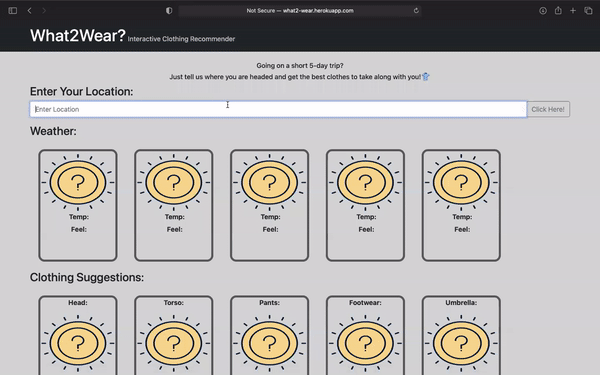 Not Secure — what2-wear.herokuapp.com
What2Wear? Interactive Clothing Recommender
Going on a short 5-day trip?
Just tell us where you are headed and get the best clothes to take along with you!
Enter Your Location:
Enter Location
Click Here!
Weather:
? ? ? ? ?
Temp: Temp: Temp: Temp: Temp:
Feel: Feel: Feel: Feel: Feel:
Clothing Suggestions:
Head: Torso: Pants: Footwear: Umbrella:
? ? ? ? ?